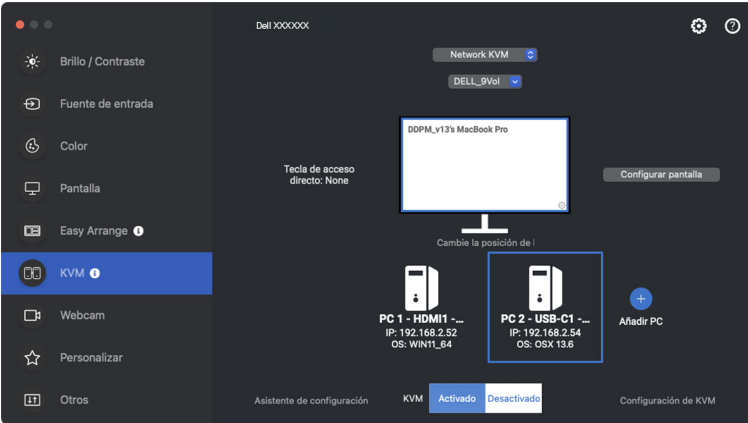 Dell XXXXXX
Brillo / Contraste
Fuente de entrada
Color
Pantalla
Easy Arrange
KVM
Webcam
Personalizar
Otros
Network KVM
DELL_9Vol
DDPM_v13's MacBook Pro
Tecla de acceso
directo: None
Configurar pantalla
Cambie la posición de
PC 1 - HDMI1 -...
IP: 192.168.2.52
OS: WIN11_64
PC 2 - USB-C1 -...
IP: 192.168.2.54
OS: OSX 13.6
Añadir PC
Asistente de configuración
KVM
Activado
Desactivado
Configuración de KVM